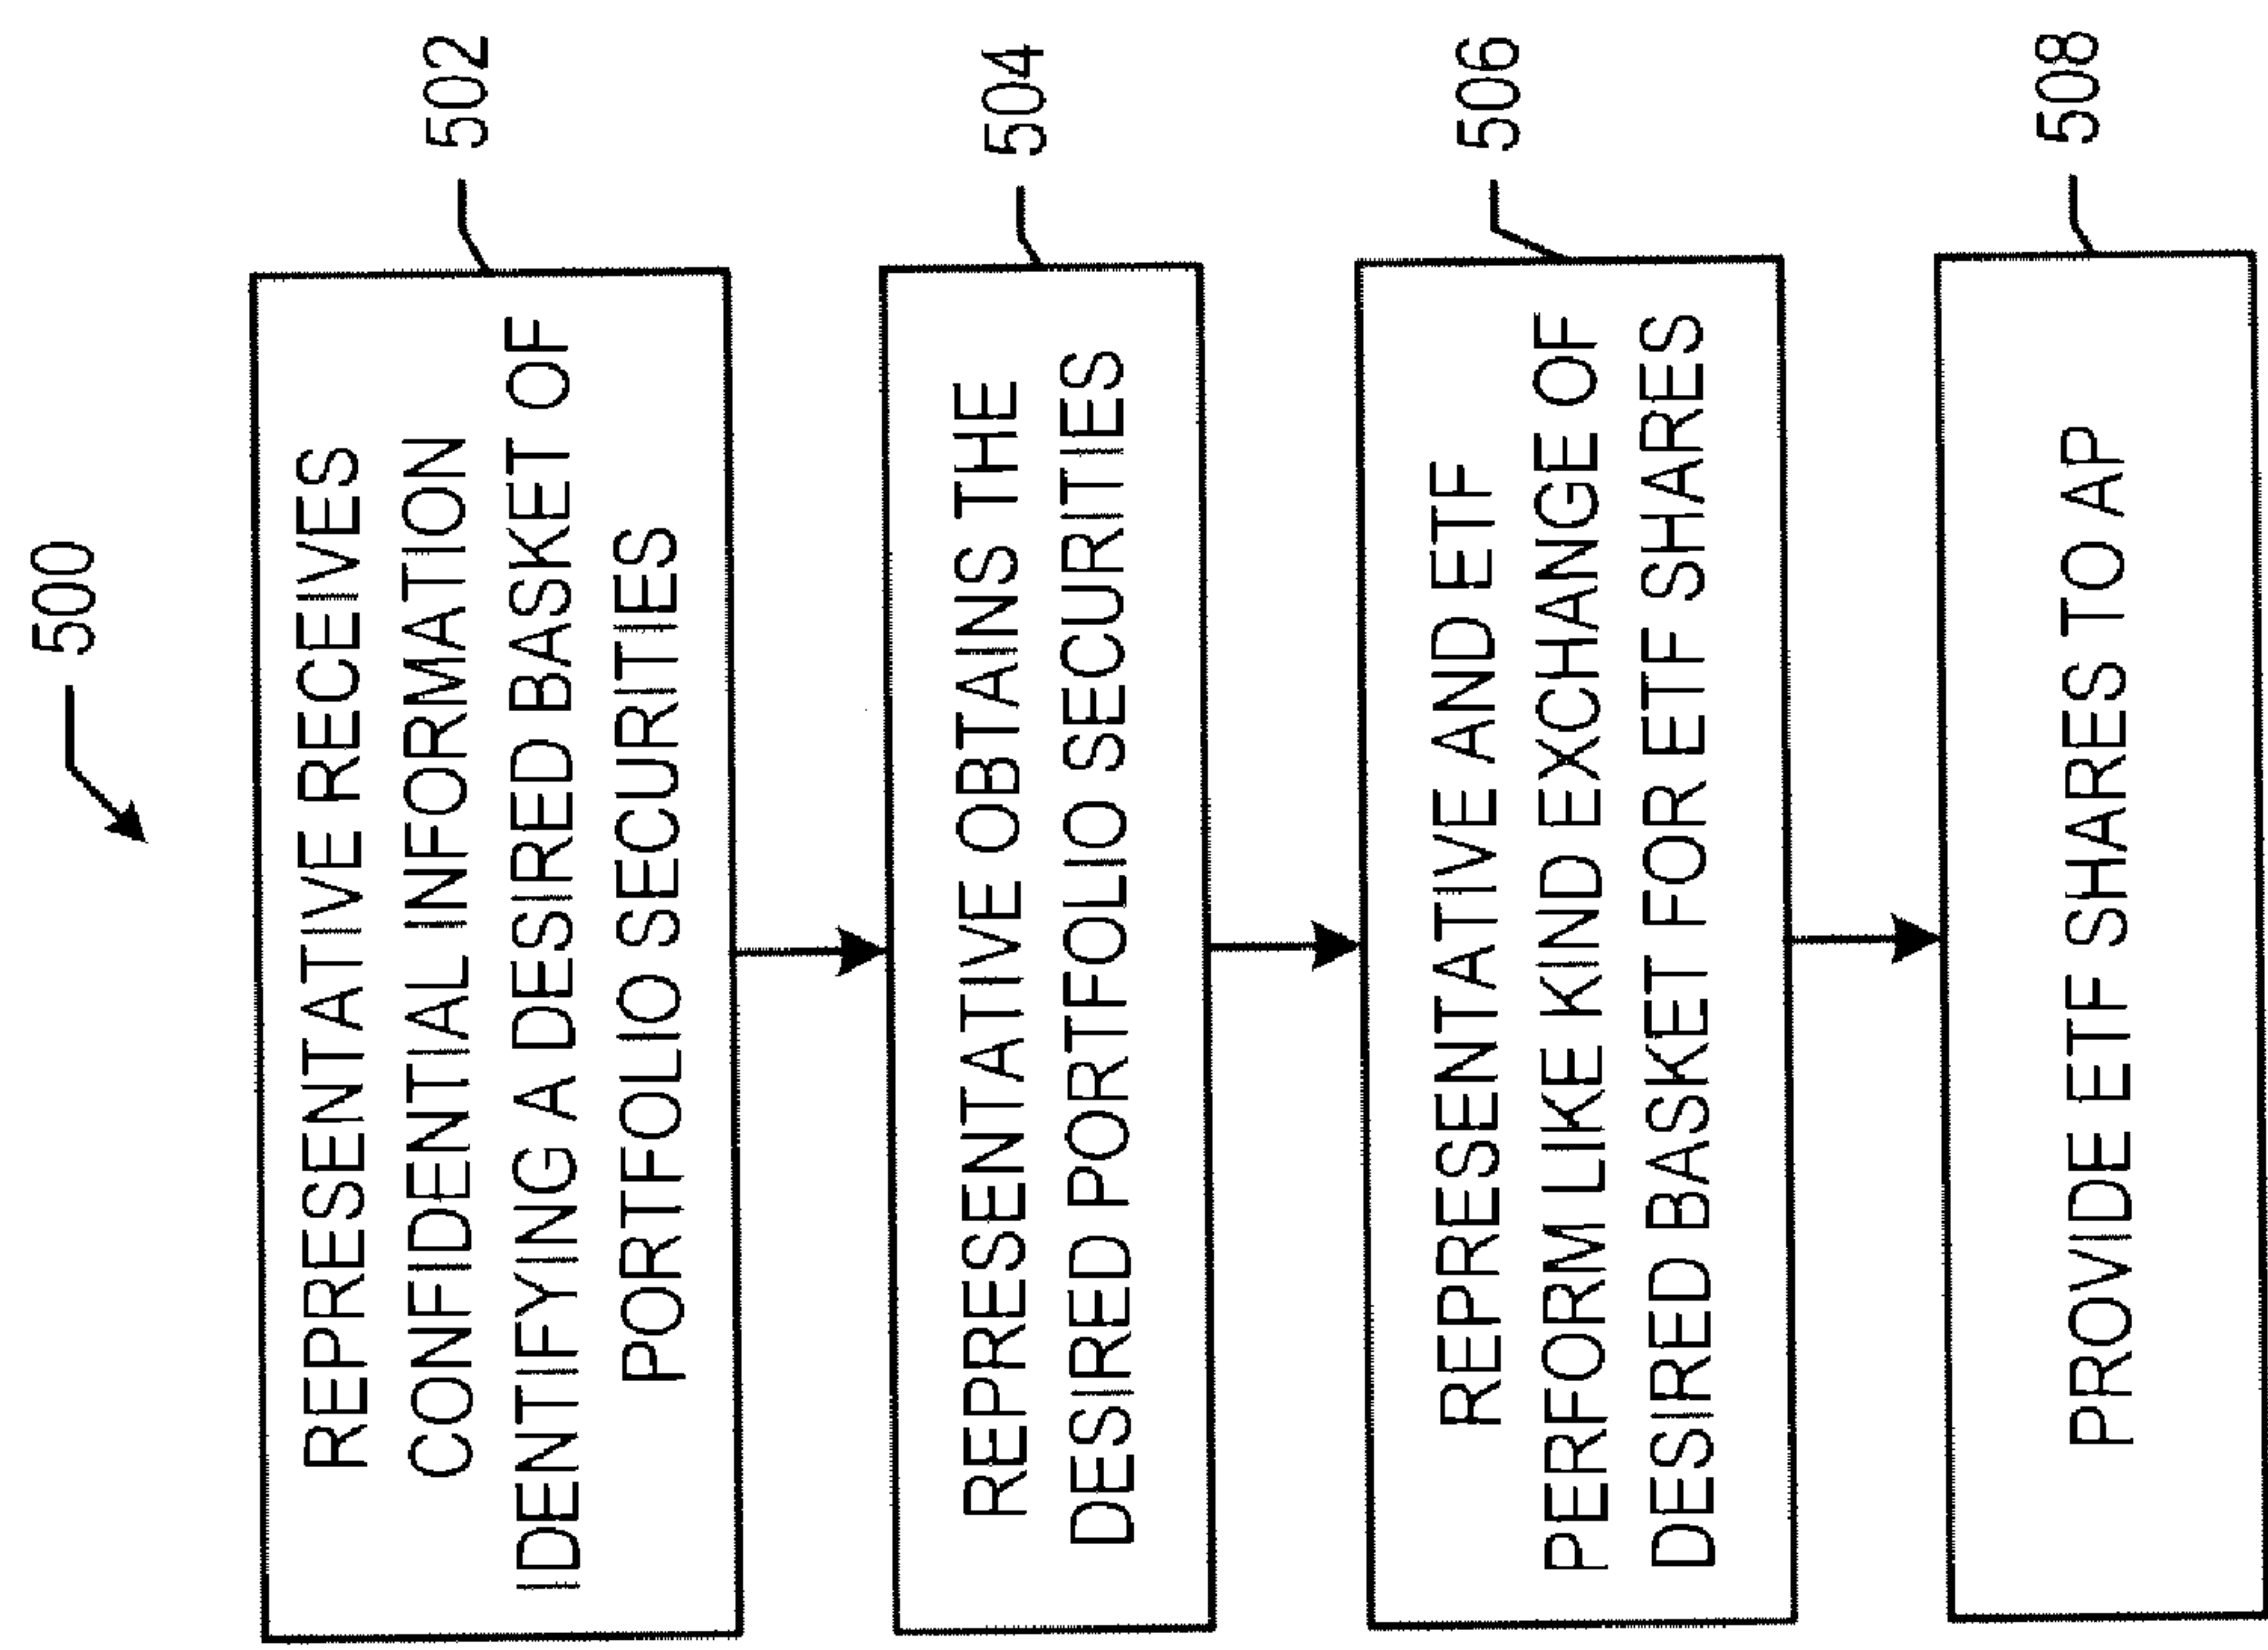 500
REPRESENTATIVE RECEIVES
CONFIDENTIAL INFORMATION
IDENTIFYING A DESIRED BASKET OF
PORTFOLIO SECURITIES
502
REPRESENTATIVE OBTAINS THE
DESIRED PORTFOLIO SECURITIES
504
REPRESENTATIVE AND ETF
PERFORM LIKE KIND EXCHANGE OF
DESIRED BASKET FOR ETF SHARES
506
PROVIDE ETF SHARES TO AP
508